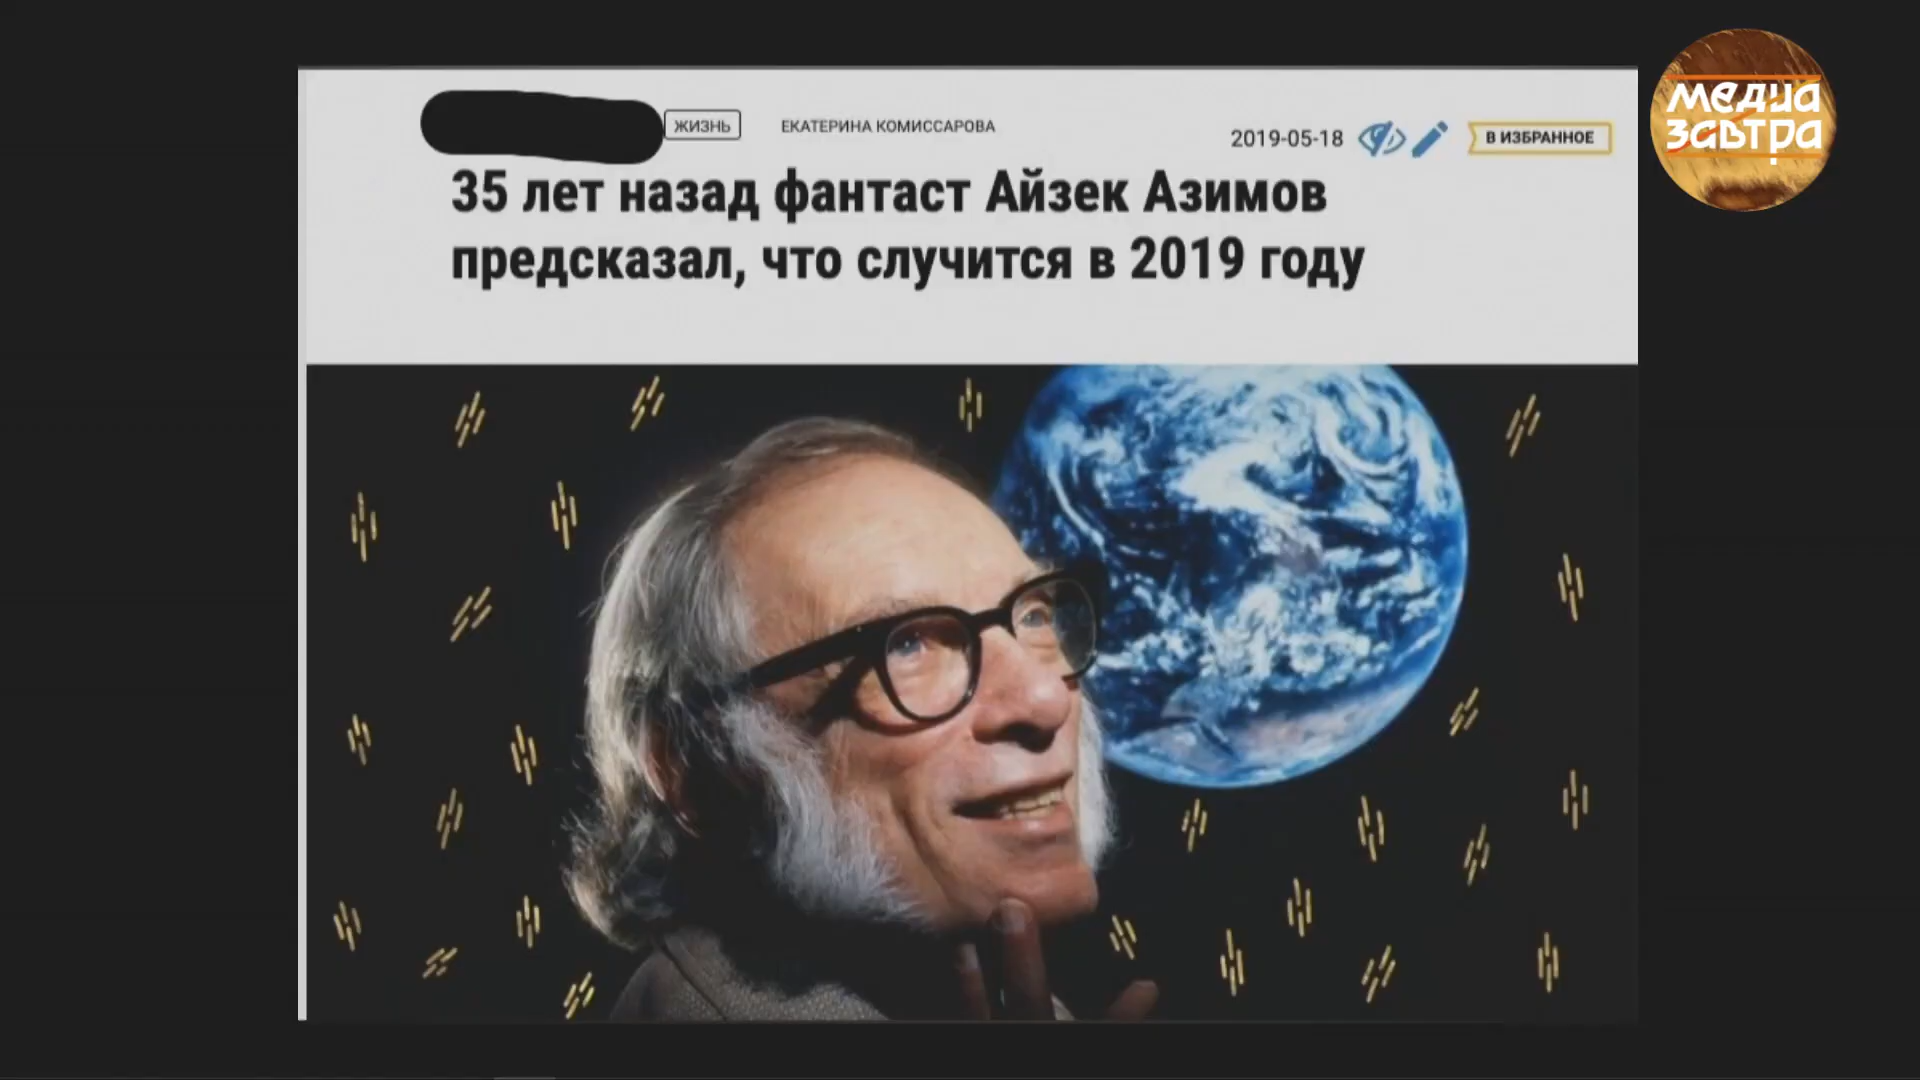 ЖИЗНЬ
ЕКАТЕРИНА КОМИССАРОВА
2019-05-18
В ИЗБРАННОЕ
медиа
завтра
35 лет назад фантаст Айзек Азимов
предсказал, что случится в 2019 году